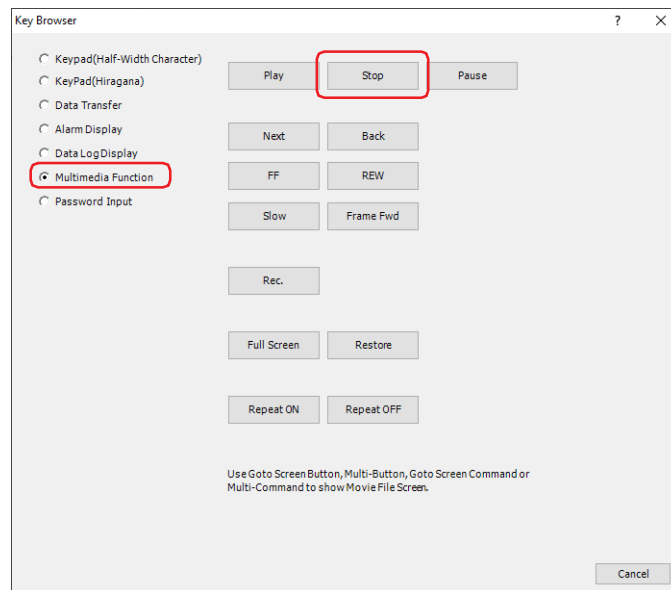 Key Browser
? ×
Keypad(Half-Width Character)
KeyPad(Hiragana)
Data Transfer
Alarm Display
Data Log Display
Multimedia Function
Password Input
Play Stop Pause
Next Back
FF REW
Slow Frame Fwd
Rec.
Full Screen Restore
Repeat ON Repeat OFF
Use Goto Screen Button, Multi-Button, Goto Screen Command or
Multi-Command to show Movie File Screen.
Cancel